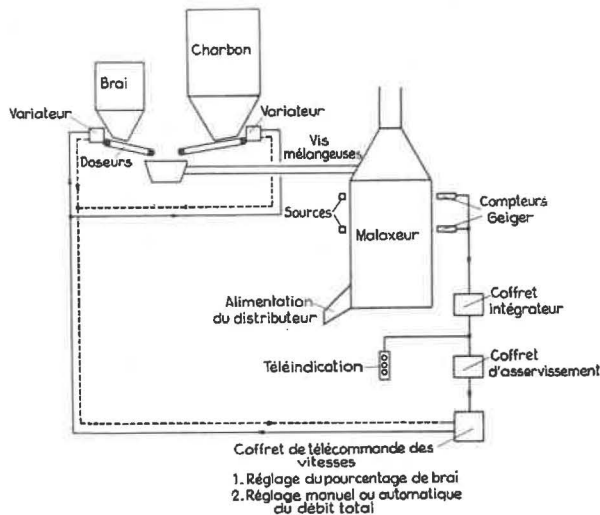 Charbon
Brai
Variateur
Variateur
Doseurs
Vis
mélangeuses
Sources
Malaxeur
Compteurs
Geiger
Alimentation
du distributeur
Coffret
intégrateur
Téléindication
Coffret
d'asservissement
Coffret de télécommande des
vitesses
1. Réglage du pourcentage de brai
2. Réglage manuel ou automatique
du débit total